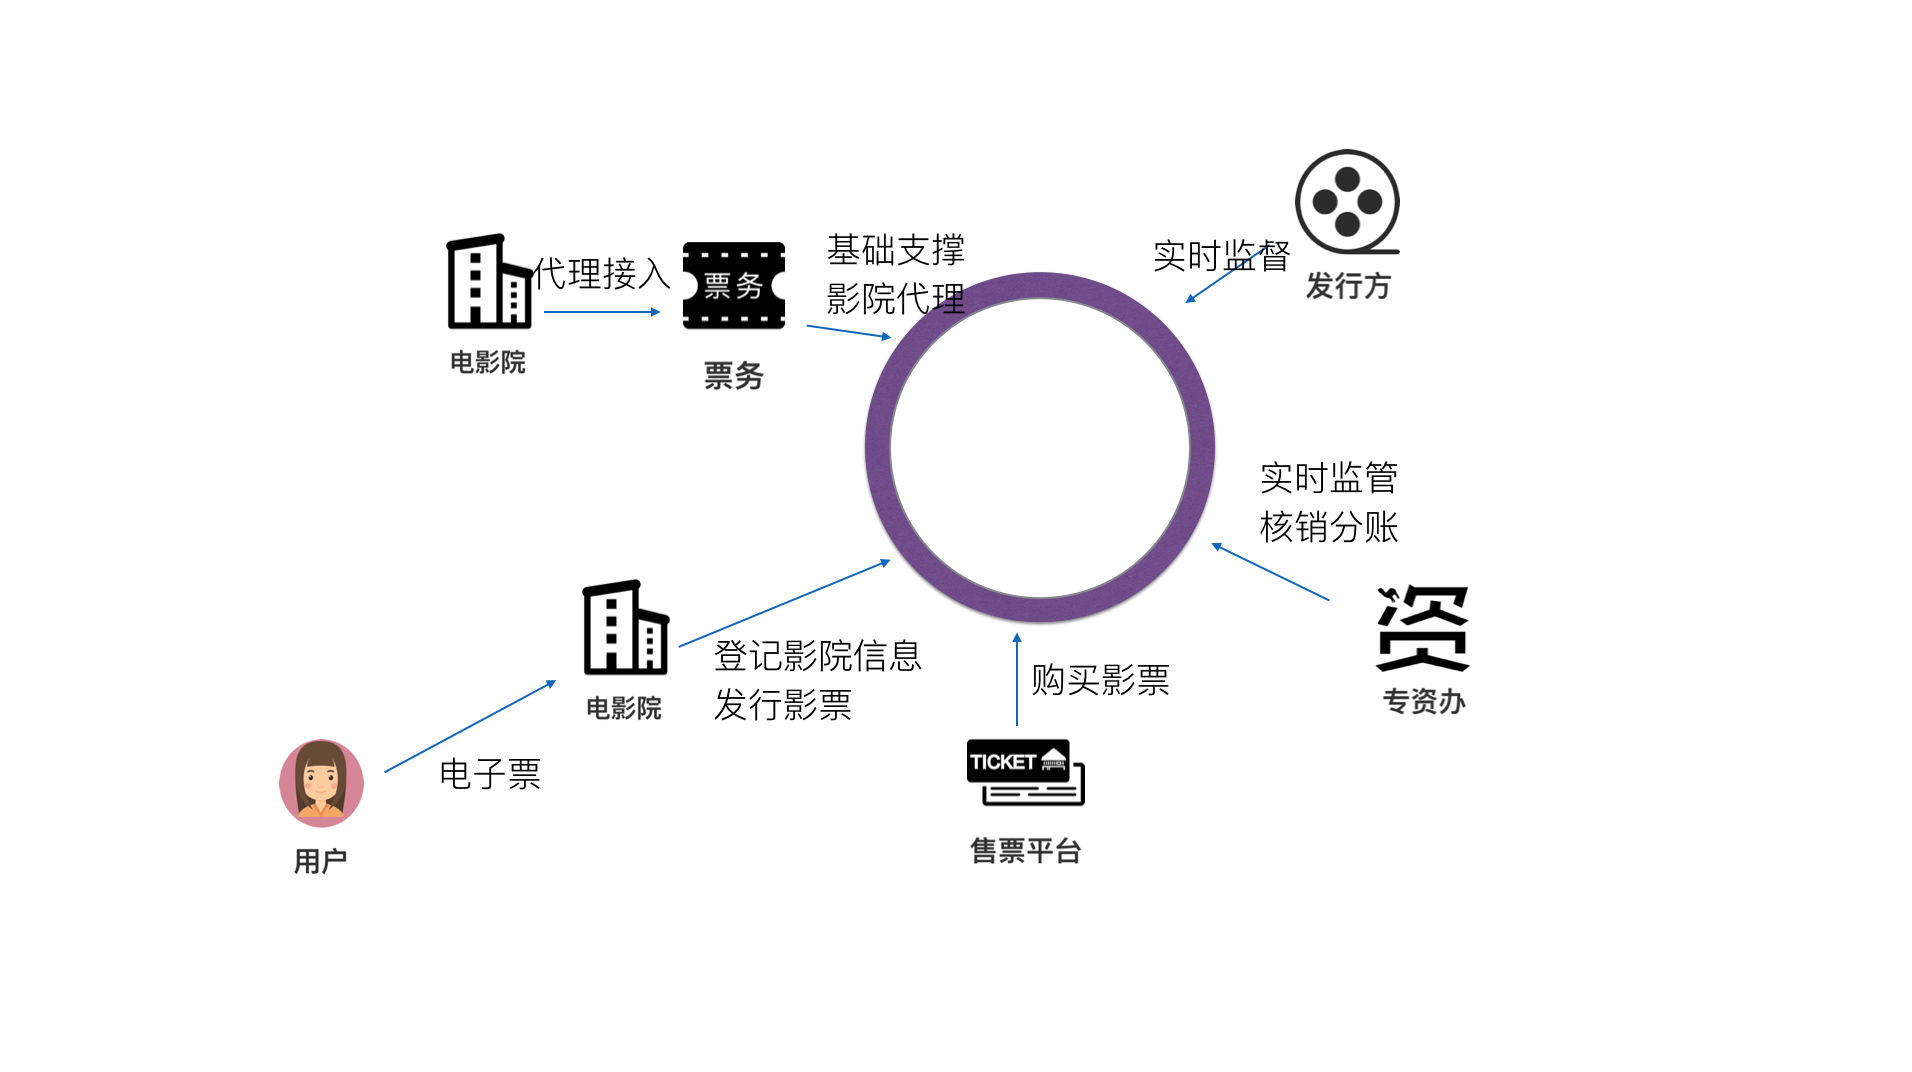 代理接入
票务
基础支撑
影院代理
实时监督
发行方
电影院
票务
实时监管
核销分账
资
专资办
登记影院信息
发行影票
电影院
购买影票
电子票
TICKET
售票平台
用户